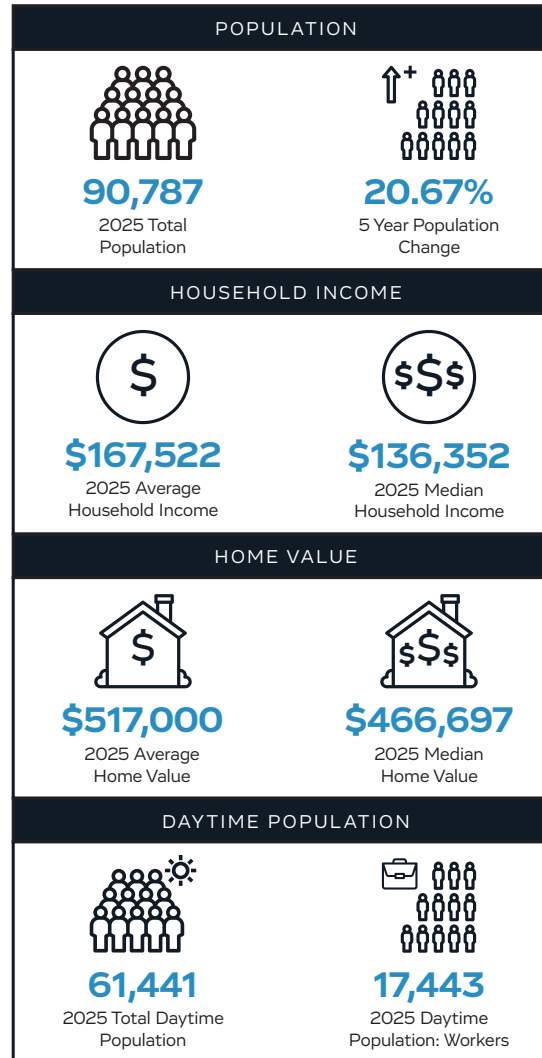 POPULATION
90,787
2025 Total
Population
20.67%
5 Year Population
Change
HOUSEHOLD INCOME
$
$167,522
2025 Average
Household Income
$$$
$136,352
2025 Median
Household Income
HOME VALUE
$
$517,000
2025 Average
Home Value
$$$
$466,697
2025 Median
Home Value
DAYTIME POPULATION
61,441
2025 Total Daytime
Population
17,443
2025 Daytime
Population: Workers